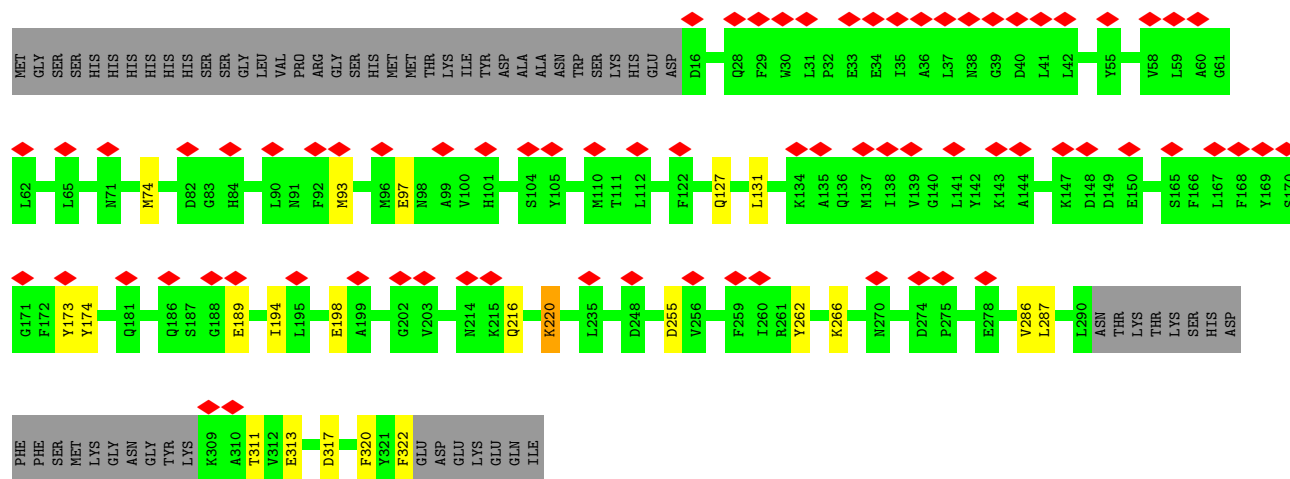 MET GLY SER SER HIS HIS HIS HIS HIS HIS SER SER GLY LEU VAL PRO ARG GLY SER HIS MET MET THR LYS ILE TYR ASP ALA ALA ASN TRP SER LYS HIS GLU ASP D16 Q28 F29 W30 L31 P32 E33 E34 I35 A36 L37 N38 G39 D40 L41 L42 Y55 V58 L59 A60 G61
L62 L65 N71 M74 D82 G83 H84 L90 N91 F92 M93 M96 E97 N98 A99 V100 H101 S104 Y105 M110 T111 L112 F122 Q127 L131 K134 A135 Q136 M137 I138 V139 G140 L141 Y142 K143 A144 K147 D148 D149 E150 S165 F166 L167 F168 Y169 S170
G171 F172 Y173 Y174 Q181 Q186 S187 G188 E189 I194 L195 E198 A199 G202 V203 N214 K215 Q216 K220 L235 D248 D255 V256 F259 I260 R261 Y262 K266 N270 D274 P275 E278 V286 L287 L290 ASN THR LYS THR LYS SER HIS ASP
PHE PHE SER MET LYS GLY ASN GLY TYR LYS K309 A310 T311 V312 E313 D317 F320 Y321 F322 GLU ASP GLU LYS GLU GLN ILE